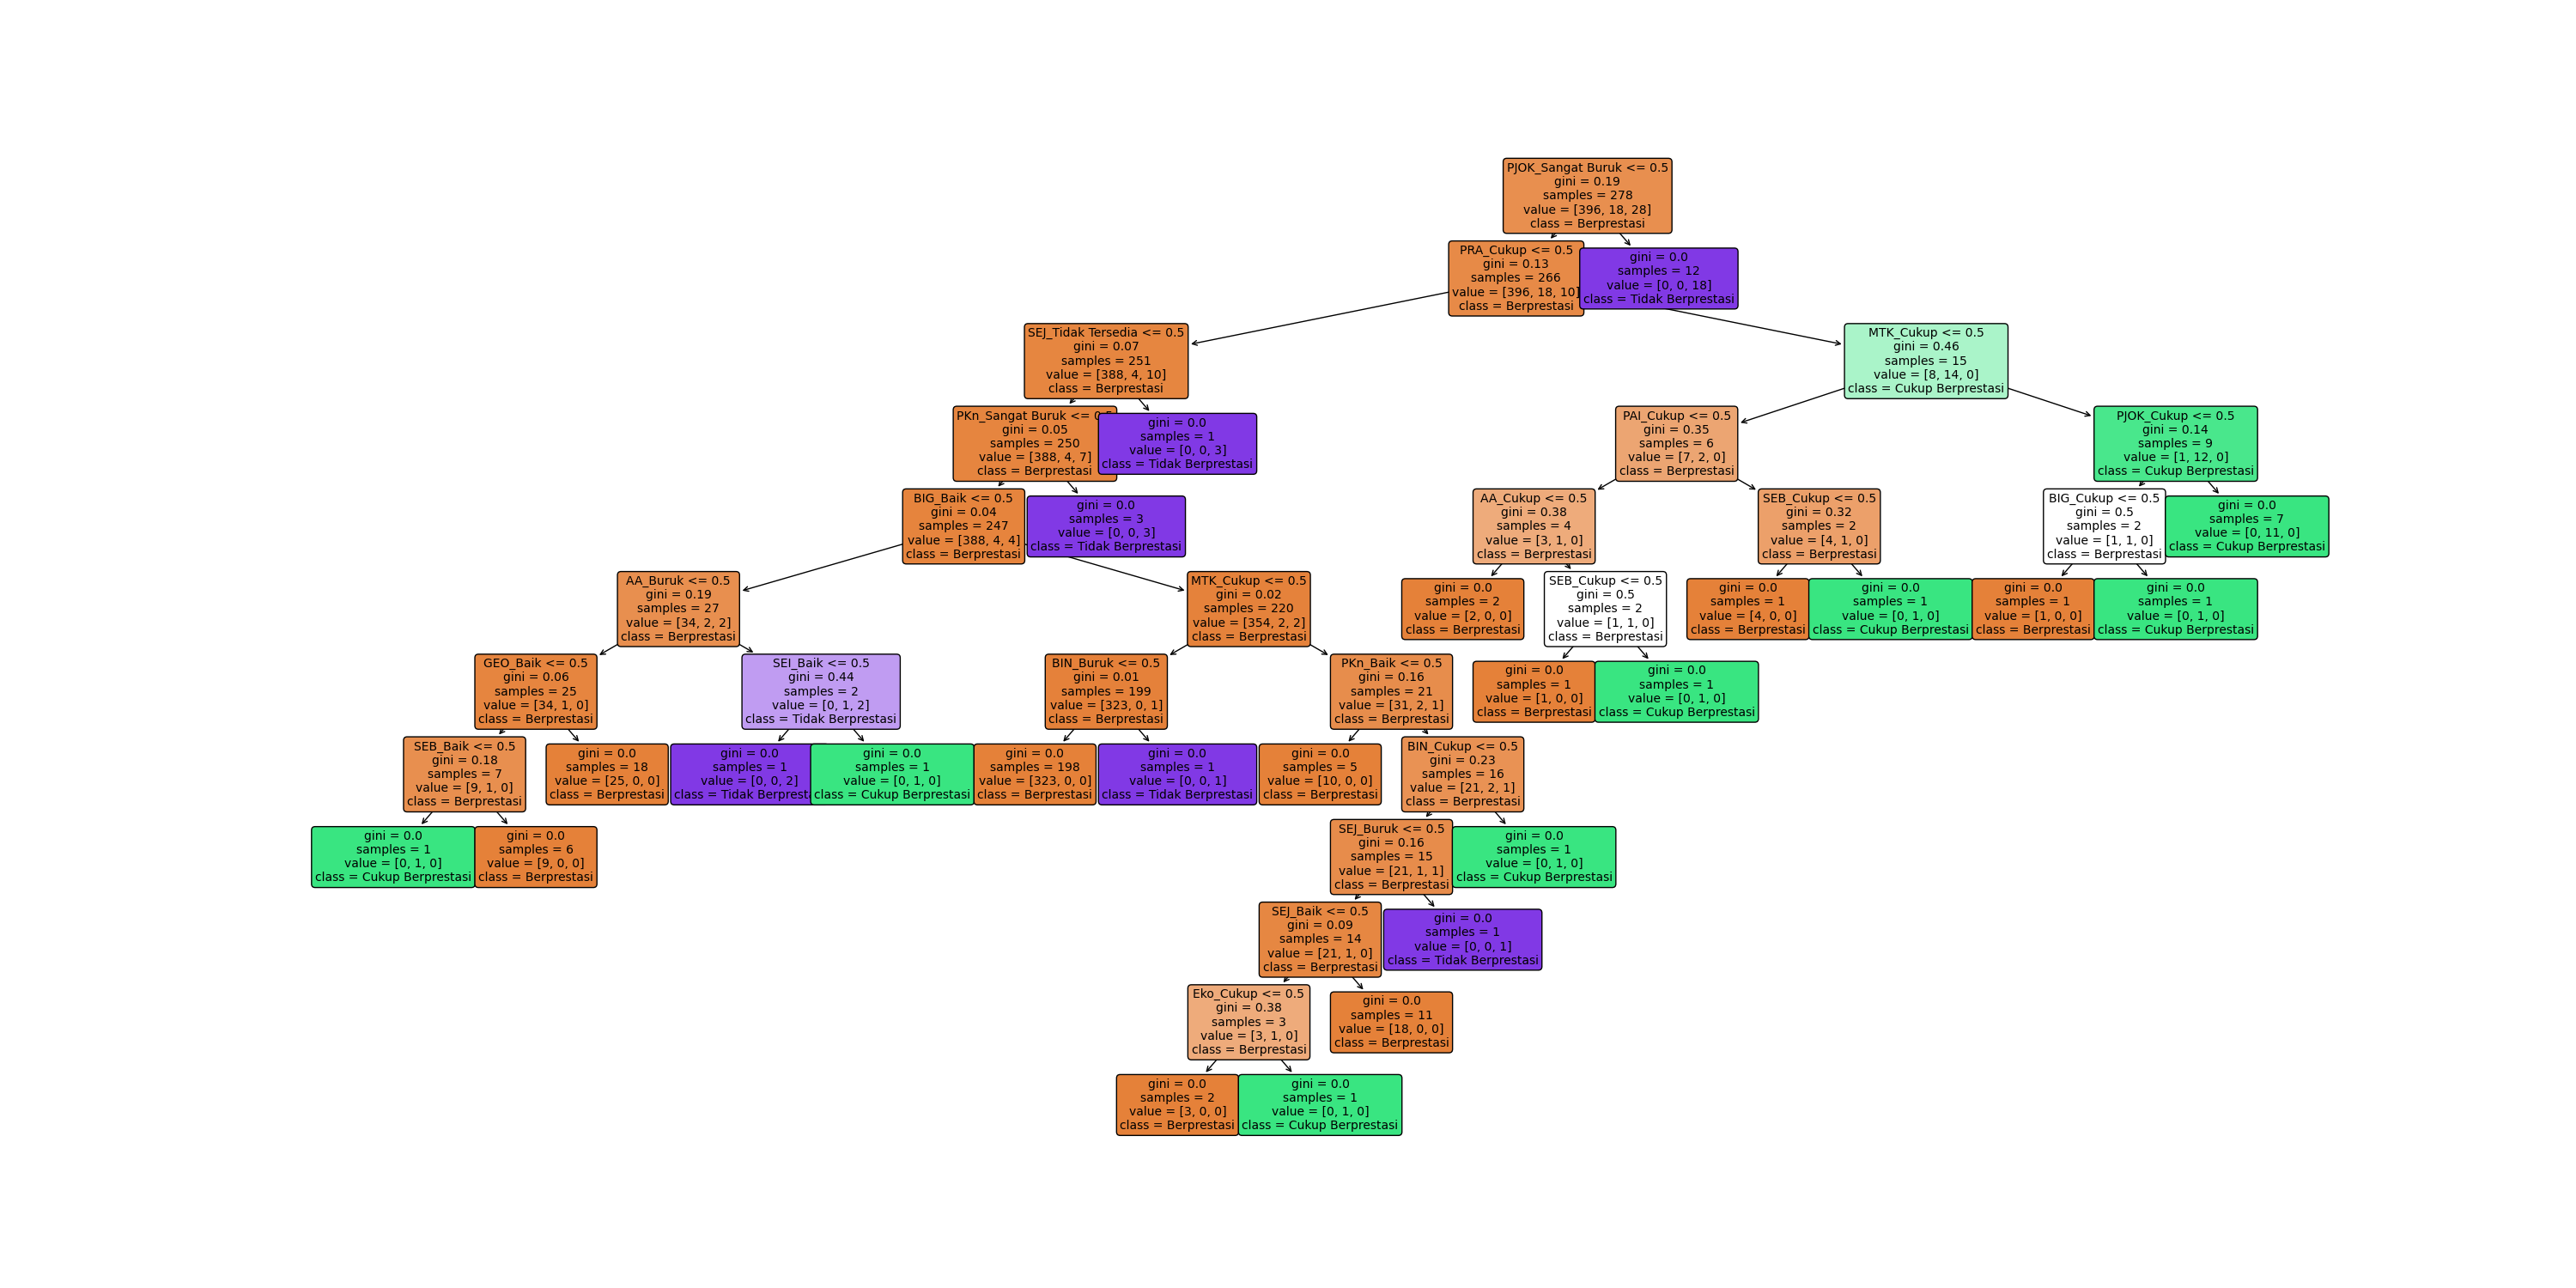 PJOK_Sangat Buruk <= 0.5
gini = 0.19
samples = 278
value = [396, 18, 28]
class = Berprestasi
PRA_Cukup <= 0.5
gini = 0.13
samples = 266
value = [396, 18, 10]
class = Berprestasi
gini = 0.0
samples = 12
value = [0, 0, 18]
class = Tidak Berprestasi
SEJ_Tidak Tersedia <= 0.5
gini = 0.07
samples = 251
value = [388, 4, 10]
class = Berprestasi
MTK_Cukup <= 0.5
gini = 0.46
samples = 15
value = [8, 14, 0]
class = Cukup Berprestasi
PKn_Sangat Buruk <= 0.5
gini = 0.05
samples = 250
value = [388, 4, 7]
class = Berprestasi
gini = 0.0
samples = 1
value = [0, 0, 3]
class = Tidak Berprestasi
PAI_Cukup <= 0.5
gini = 0.35
samples = 6
value = [7, 2, 0]
class = Berprestasi
PJOK_Cukup <= 0.5
gini = 0.14
samples = 9
value = [1, 12, 0]
class = Cukup Berprestasi
BIG_Baik <= 0.5
gini = 0.04
samples = 247
value = [388, 4, 4]
class = Berprestasi
gini = 0.0
samples = 3
value = [0, 0, 3]
class = Tidak Berprestasi
AA_Cukup <= 0.5
gini = 0.38
samples = 4
value = [3, 1, 0]
class = Berprestasi
SEB_Cukup <= 0.5
gini = 0.32
samples = 2
value = [4, 1, 0]
class = Berprestasi
BIG_Cukup <= 0.5
gini = 0.5
samples = 2
value = [1, 1, 0]
class = Berprestasi
gini = 0.0
samples = 7
value = [0, 11, 0]
class = Cukup Berprestasi
AA_Buruk <= 0.5
gini = 0.19
samples = 27
value = [34, 2, 2]
class = Berprestasi
MTK_Cukup <= 0.5
gini = 0.02
samples = 220
value = [354, 2, 2]
class = Berprestasi
gini = 0.0
samples = 2
value = [2, 0, 0]
class = Berprestasi
SEB_Cukup <= 0.5
gini = 0.5
samples = 2
value = [1, 1, 0]
class = Berprestasi
gini = 0.0
samples = 1
value = [4, 0, 0]
class = Berprestasi
gini = 0.0
samples = 1
value = [0, 1, 0]
class = Cukup Berprestasi
gini = 0.0
samples = 1
value = [1, 0, 0]
class = Berprestasi
gini = 0.0
samples = 1
value = [0, 1, 0]
class = Cukup Berprestasi
GEO_Baik <= 0.5
gini = 0.06
samples = 25
value = [34, 1, 0]
class = Berprestasi
SEI_Baik <= 0.5
gini = 0.44
samples = 2
value = [0, 1, 2]
class = Tidak Berprestasi
BIN_Buruk <= 0.5
gini = 0.01
samples = 199
value = [323, 0, 1]
class = Berprestasi
PKn_Baik <= 0.5
gini = 0.16
samples = 21
value = [31, 2, 1]
class = Berprestasi
gini = 0.0
samples = 1
value = [1, 0, 0]
class = Berprestasi
gini = 0.0
samples = 1
value = [0, 1, 0]
class = Cukup Berprestasi
SEB_Baik <= 0.5
gini = 0.18
samples = 7
value = [9, 1, 0]
class = Berprestasi
gini = 0.0
samples = 18
value = [25, 0, 0]
class = Berprestasi
gini = 0.0
samples = 1
value = [0, 0, 2]
class = Tidak Berprest
gini = 0.0
samples = 1
value = [0, 1, 0]
class = Cukup Berprestasi
gini = 0.0
samples = 198
value = [323, 0, 0]
class = Berprestasi
gini = 0.0
samples = 1
value = [0, 0, 1]
class = Tidak Berprestasi
gini = 0.0
samples = 5
value = [10, 0, 0]
class = Berprestasi
BIN_Cukup <= 0.5
gini = 0.23
samples = 16
value = [21, 2, 1]
class = Berprestasi
gini = 0.0
samples = 1
value = [0, 1, 0]
class = Cukup Berprestasi
gini = 0.0
samples = 6
value = [9, 0, 0]
class = Berprestasi
SEJ_Buruk <= 0.5
gini = 0.16
samples = 15
value = [21, 1, 1]
class = Berprestasi
gini = 0.0
samples = 1
value = [0, 1, 0]
class = Cukup Berprestasi
SEJ_Baik <= 0.5
gini = 0.09
samples = 14
value = [21, 1, 0]
class = Berprestasi
gini = 0.0
samples = 1
value = [0, 0, 1]
class = Tidak Berprestasi
Eko_Cukup <= 0.5
gini = 0.38
samples = 3
value = [3, 1, 0]
class = Berprestasi
gini = 0.0
samples = 11
value = [18, 0, 0]
class = Berprestasi
gini = 0.0
samples = 2
value = [3, 0, 0]
class = Berprestasi
gini = 0.0
samples = 1
value = [0, 1, 0]
class = Cukup Berprestasi